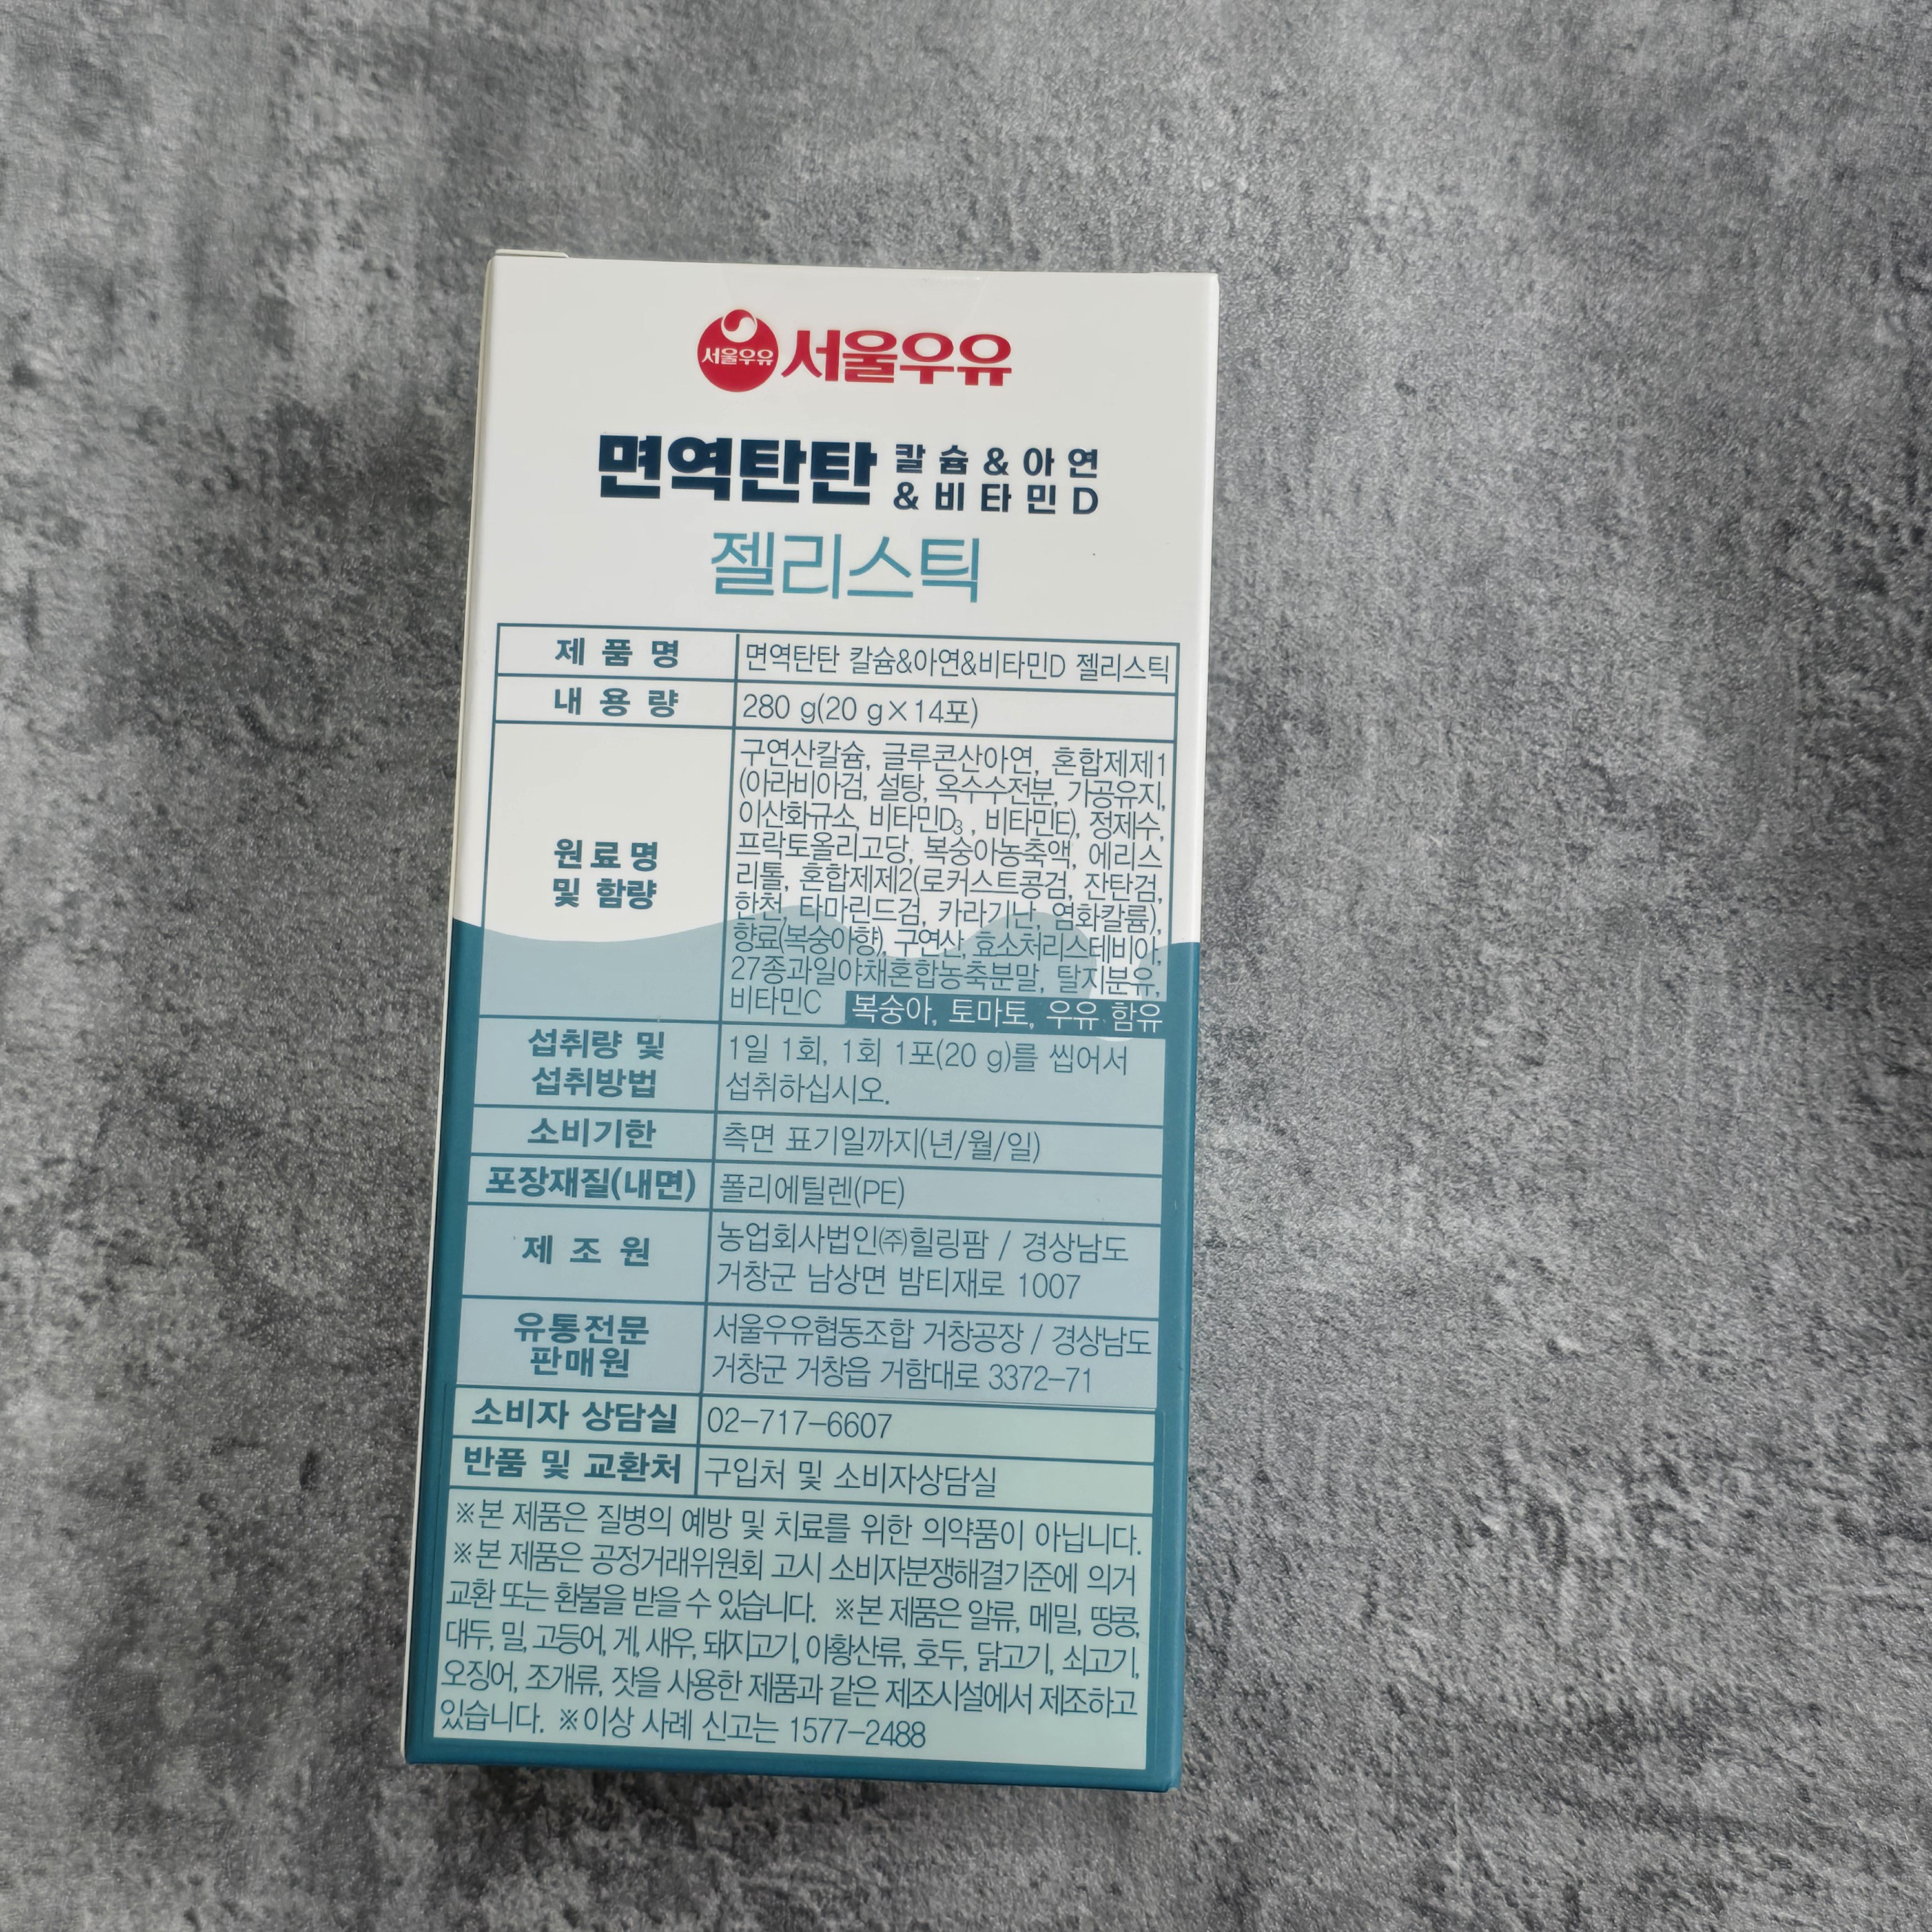 서울우유 서울우유
면역탄탄 칼슘&아연
&비타민D
젤리스틱
제품명 면역탄탄 칼슘&아연&비타민D 젤리스틱
내용량 280 g(20 g×14포)
원료명
및 함량
구연산칼슘, 글루콘산아연, 혼합제제1
(아라비아검, 설탕, 옥수수전분, 가공유지,
이산화규소, 비타민D₃, 비타민E), 정제수,
프락토올리고당, 복숭아농축액, 에리스
리톨, 혼합제제2(로커스트콩검, 잔탄검,
한천, 타마린드검, 카라기난, 염화칼륨),
향료(복숭아향), 구연산, 효소처리스테비아,
27종과일야채혼합농축분말, 탈지분유,
비타민C 복숭아, 토마토, 우유 함유
섭취량 및
섭취방법
1일 1회, 1회 1포(20 g)를 씹어서
섭취하십시오.
소비기한 측면 표기일까지(년/월/일)
포장재질(내면) 폴리에틸렌(PE)
제조원
농업회사법인㈜힐링팜 / 경상남도
거창군 남상면 밤티재로 1007
유통전문
판매원
서울우유협동조합 거창공장 / 경상남도
거창군 거창읍 거함대로 3372-71
소비자 상담실 02-717-6607
반품 및 교환처 구입처 및 소비자상담실
※본 제품은 질병의 예방 및 치료를 위한 의약품이 아닙니다.
※본 제품은 공정거래위원회 고시 소비자분쟁해결기준에 의거
교환 또는 환불을 받을 수 있습니다. ※본 제품은 알류, 메밀, 땅콩,
대두, 밀, 고등어, 게, 새우, 돼지고기, 아황산류, 호두, 닭고기, 쇠고기,
오징어, 조개류, 잣을 사용한 제품과 같은 제조시설에서 제조하고
있습니다. ※이상 사례 신고는 1577-2488